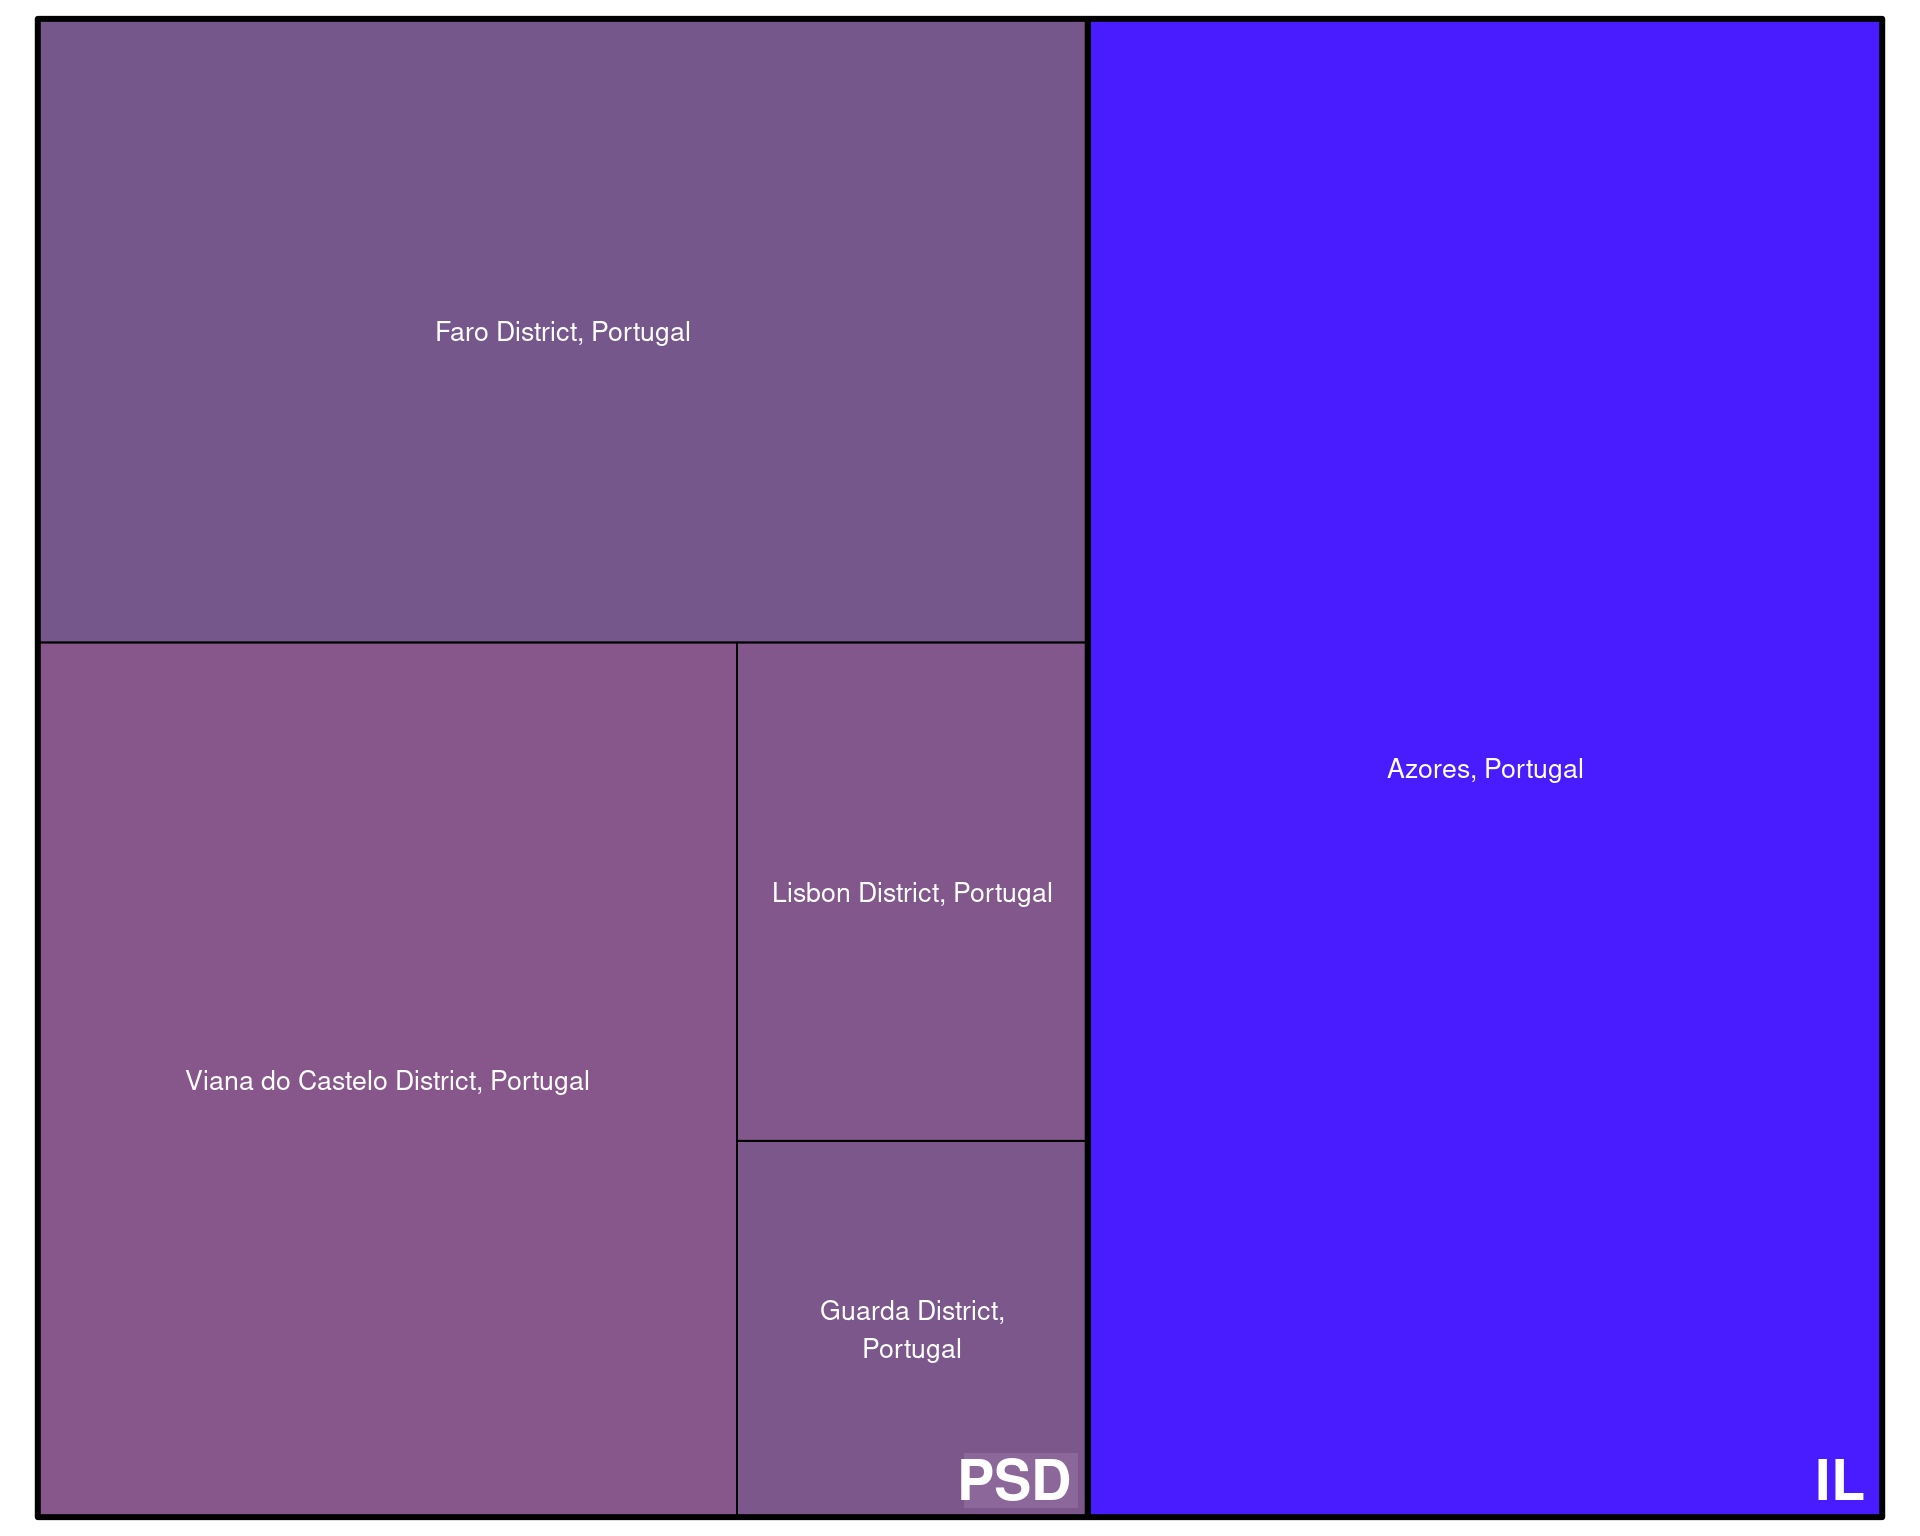 Faro District, Portugal
Viana do Castelo District, Portugal
Lisbon District, Portugal
Guarda District,
Portugal
PSD
Azores, Portugal
IL